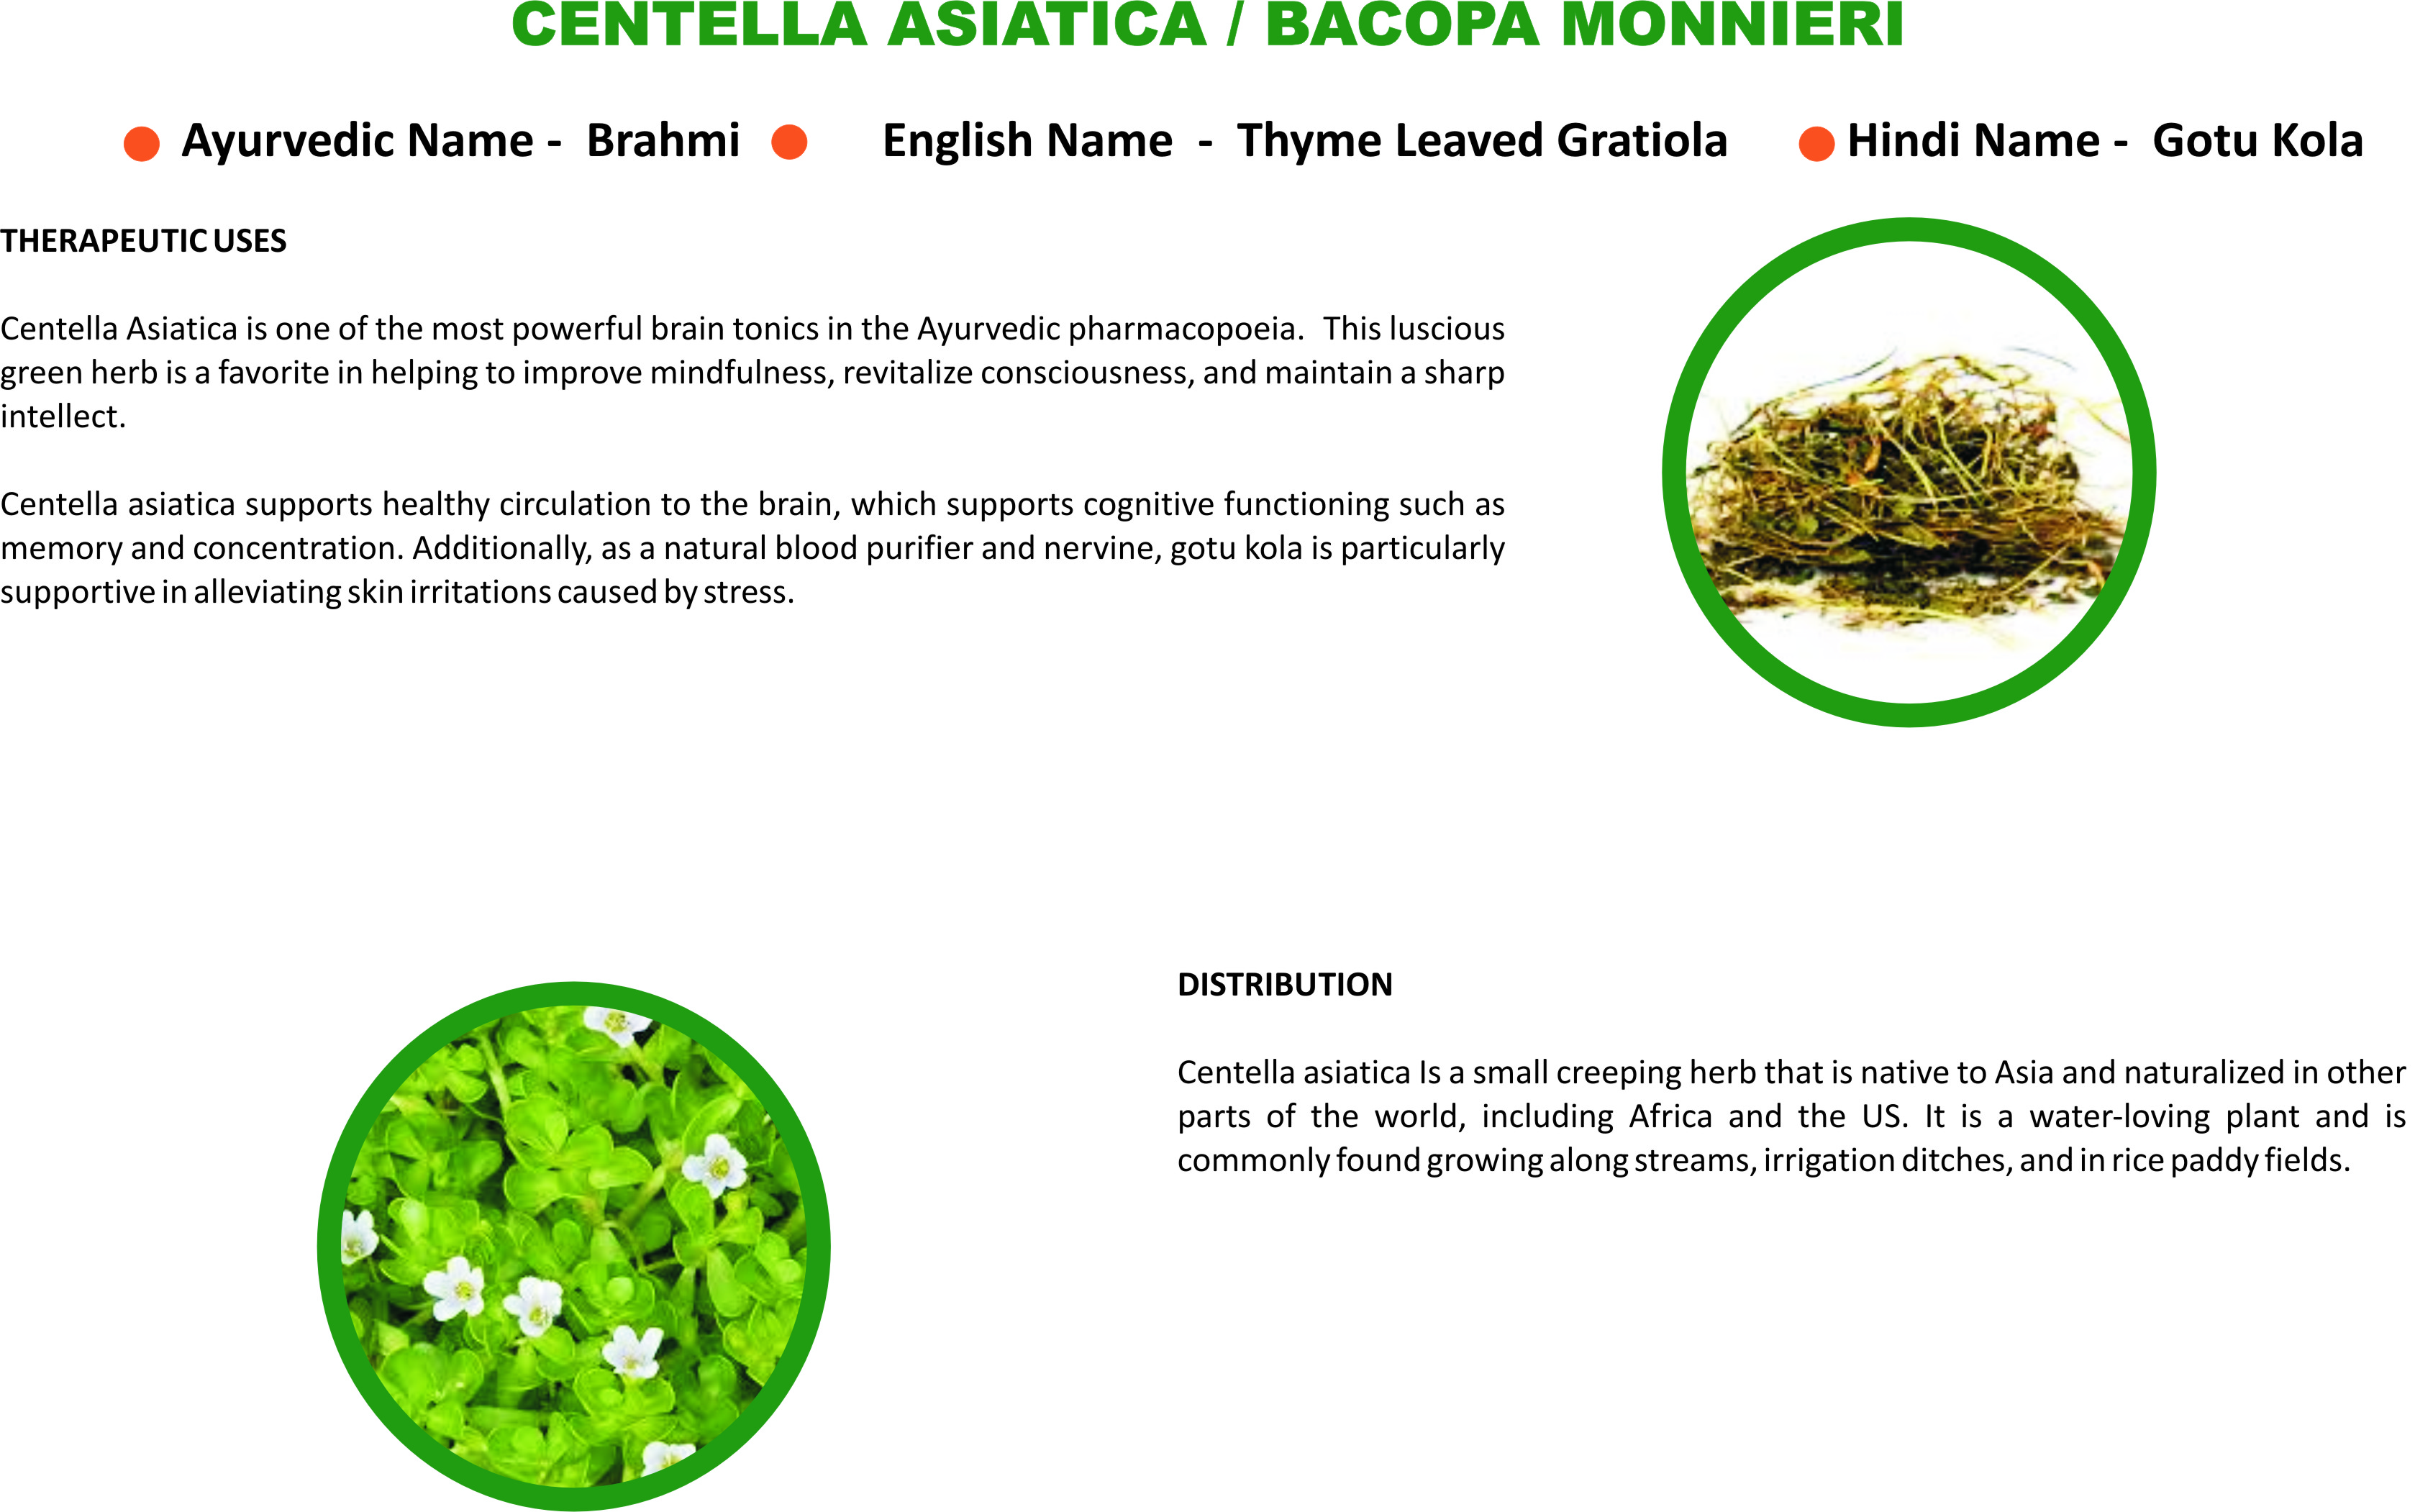 CENTELLA ASIATICA / BACOPA MONNIERI
Ayurvedic Name - Brahmi
English Name - Thyme Leaved Gratiola
Hindi Name - Gotu Kola
THERAPEUTIC USES
Centella Asiatica is one of the most powerful brain tonics in the Ayurvedic pharmacopoeia. This luscious
green herb is a favorite in helping to improve mindfulness, revitalize consciousness, and maintain a sharp
intellect.
Centella asiatica supports healthy circulation to the brain, which supports cognitive functioning such as
memory and concentration. Additionally, as a natural blood purifier and nervine, gotu kola is particularly
supportive in alleviating skin irritations caused by stress.
DISTRIBUTION
Centella asiatica Is a small creeping herb that is native to Asia and naturalized in other
parts of the world, including Africa and the US. It is a water-loving plant and is
commonly found growing along streams, irrigation ditches, and in rice paddy fields.